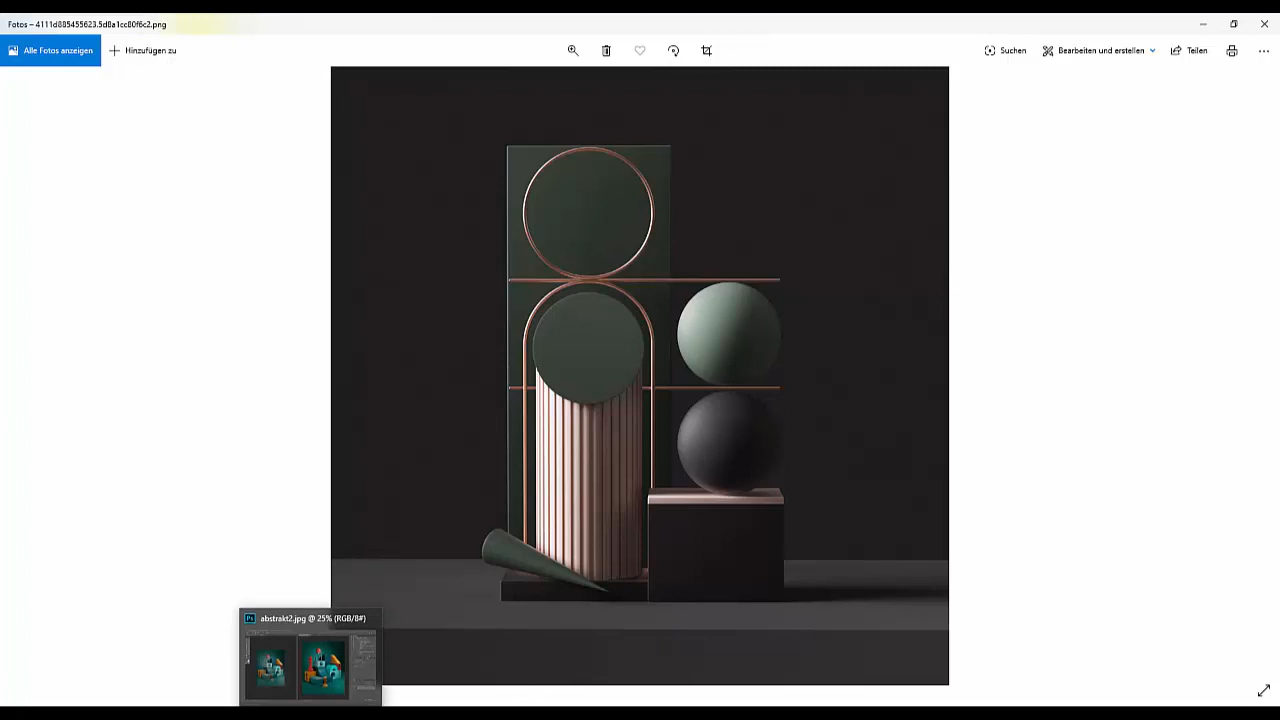 Fotos – 4111d885455623.5d8a1cc80f6c2.png
Alle Fotos anzeigen
Hinzufügen zu
Suchen
Bearbeiten und erstellen
Teilen
abstrakt2.jpg @ 25% (RGB/8#)
Ps